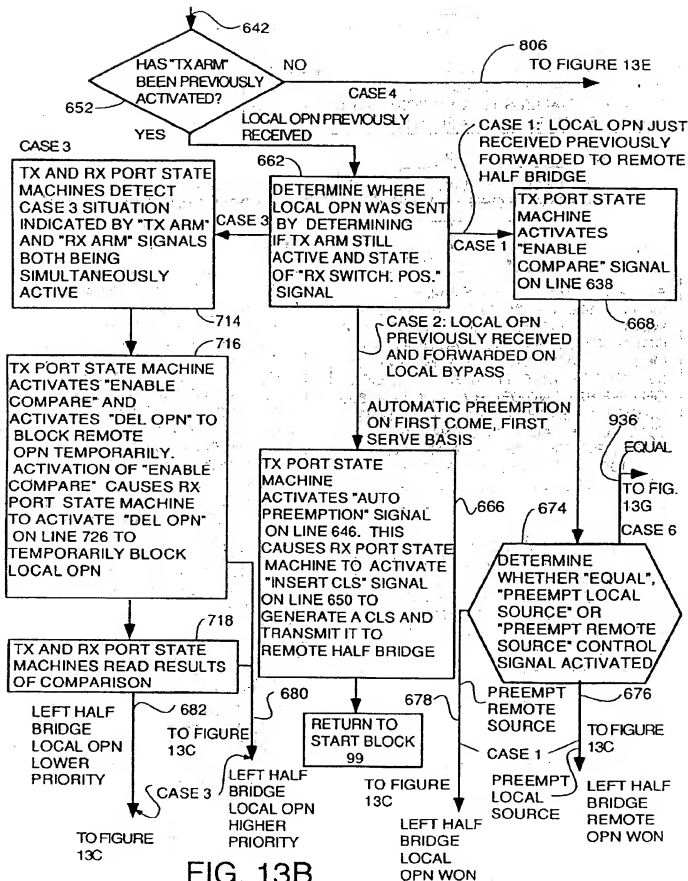 642
HAS "TX ARM"
BEEN PREVIOUSLY
ACTIVATED?
652
NO
CASE 4
806
TO FIGURE 13E
YES
LOCAL OPN PREVIOUSLY
RECEIVED
CASE 3
TX AND RX PORT STATE
MACHINES DETECT
CASE 3 SITUATION
INDICATED BY "TX ARM"
AND "RX ARM" SIGNALS
BOTH BEING
SIMULTANEOUSLY
ACTIVE
714
662
DETERMINE WHERE
LOCAL OPN WAS SENT
BY DETERMINING
IF TX ARM STILL
ACTIVE AND STATE
OF "RX SWITCH. POS."
SIGNAL
CASE 3
CASE 1
CASE 1: LOCAL OPN JUST
RECEIVED PREVIOUSLY
FORWARDED TO REMOTE
HALF BRIDGE
TX PORT STATE
MACHINE
ACTIVATES
"ENABLE
COMPARE" SIGNAL
ON LINE 638
668
716
TX PORT STATE MACHINE
ACTIVATES "ENABLE
COMPARE" AND
ACTIVATES "DEL OPN" TO
BLOCK REMOTE
OPN TEMPORARILY.
ACTIVATION OF "ENABLE
COMPARE" CAUSES RX
PORT STATE MACHINE
TO ACTIVATE "DEL OPN"
ON LINE 726 TO
TEMPORARILY BLOCK
LOCAL OPN
CASE 2: LOCAL OPN
PREVIOUSLY RECEIVED
AND FORWARDED ON
LOCAL BYPASS
AUTOMATIC PREEMPTION
ON FIRST COME, FIRST
SERVE BASIS
TX PORT STATE
MACHINE
ACTIVATES "AUTO
PREEMPTION" SIGNAL
ON LINE 646. THIS
CAUSES RX PORT STATE
MACHINE TO ACTIVATE
"INSERT CLS" SIGNAL
ON LINE 650 TO
GENERATE A CLS AND
TRANSMIT IT TO
REMOTE HALF BRIDGE
666
936
EQUAL
TO FIG.
13G
CASE 6
674
DETERMINE
WHETHER "EQUAL",
"PREEMPT LOCAL
SOURCE" OR
"PREEMPT REMOTE
SOURCE" CONTROL
SIGNAL ACTIVATED
718
TX AND RX PORT STATE
MACHINES READ RESULTS
OF COMPARISON
682
LEFT HALF
BRIDGE
LOCAL OPN
LOWER
PRIORITY
TO FIGURE
13C
CASE 3
680
TO FIGURE
13C
LEFT HALF
BRIDGE
LOCAL OPN
HIGHER
PRIORITY
RETURN TO
START BLOCK
99
678
PREEMPT
REMOTE
SOURCE
CASE 1
TO FIGURE
13C
LEFT HALF
BRIDGE
LOCAL
OPN WON
676
TO FIGURE
13C
PREEMPT
LOCAL
SOURCE
LEFT HALF
BRIDGE
REMOTE
OPN WON
FIG. 13B